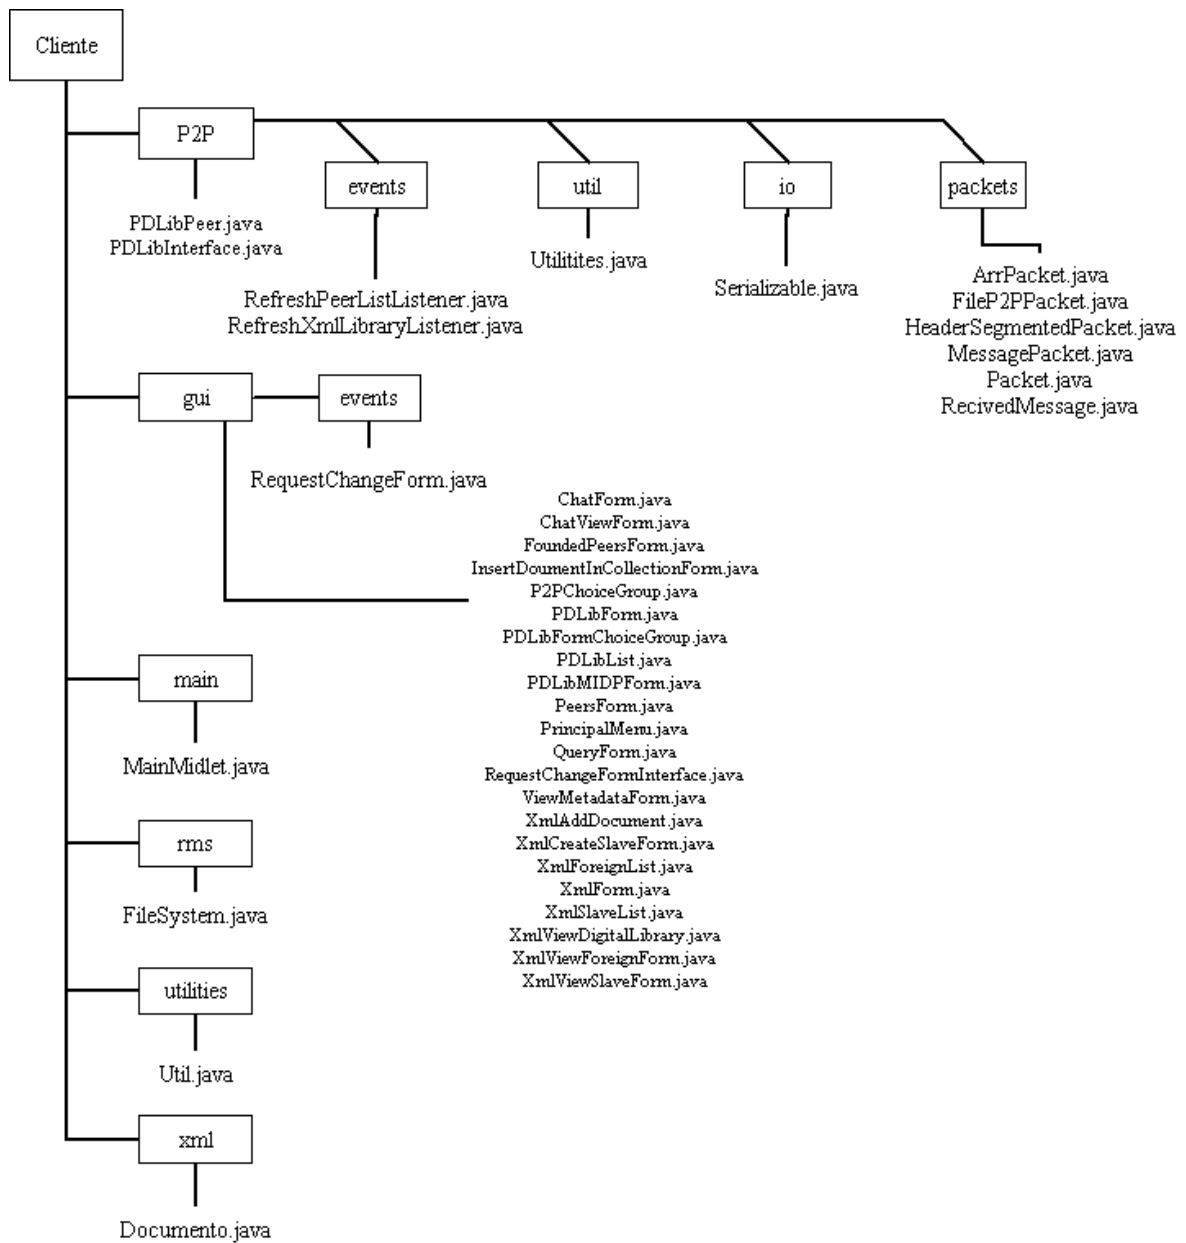 Cliente
P2P
PDLibPeer.java
PDLibInterface.java
events
RefreshPeerListListener.java
RefreshXmlLibraryListener.java
util
Utilitites.java
io
Serializable.java
packets
ArrPacket.java
FileP2PPacket.java
HeaderSegmentedPacket.java
MessagePacket.java
Packet.java
RecivedMessage.java
gui
events
RequestChangeForm.java
ChatForm.java
ChatViewForm.java
FoundedPeersForm.java
InsertDoumentInCollectionForm.java
P2PChoiceGroup.java
PDLibForm.java
PDLibFormChoiceGroup.java
PDLibList.java
PDLibMIDPForm.java
PeersForm.java
PrincipalMenu.java
QueryForm.java
RequestChangeFormInterface.java
ViewMetadataForm.java
XmlAddDocument.java
XmlCreateSlaveForm.java
XmlForeignList.java
XmlForm.java
XmlSlaveList.java
XmlViewDigitalLibrary.java
XmlViewForeignForm.java
XmlViewSlaveForm.java
main
MainMidlet.java
rms
FileSystem.java
utilities
Util.java
xml
Documento.java